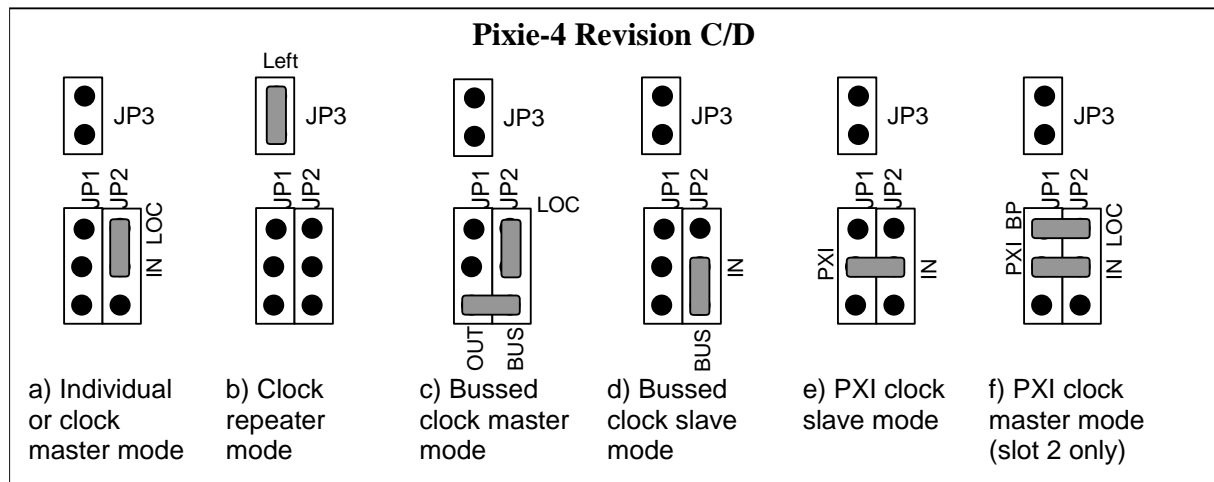 Pixie-4 Revision C/D
JP3
JP1
JP2
IN LOC
a) Individual
or clock
master mode
Left
JP3
JP1
JP2
b) Clock
repeater
mode
JP3
JP1
JP2
LOC
OUT
BUS
c) Bussed
clock master
mode
JP3
JP1
JP2
IN
BUS
d) Bussed
clock slave
mode
JP3
JP1
JP2
PXI
IN
e) PXI clock
slave mode
JP3
JP1
JP2
PXI BP
IN LOC
f) PXI clock
master mode
(slot 2 only)